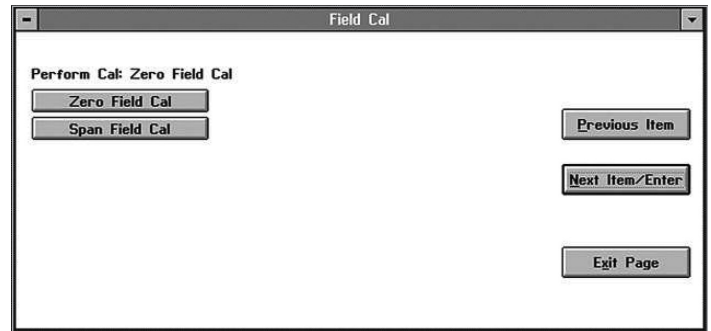 Field Cal
Perform Cal: Zero Field Cal
Zero Field Cal
Span Field Cal
Previous Item
Next Item/Enter
Exit Page